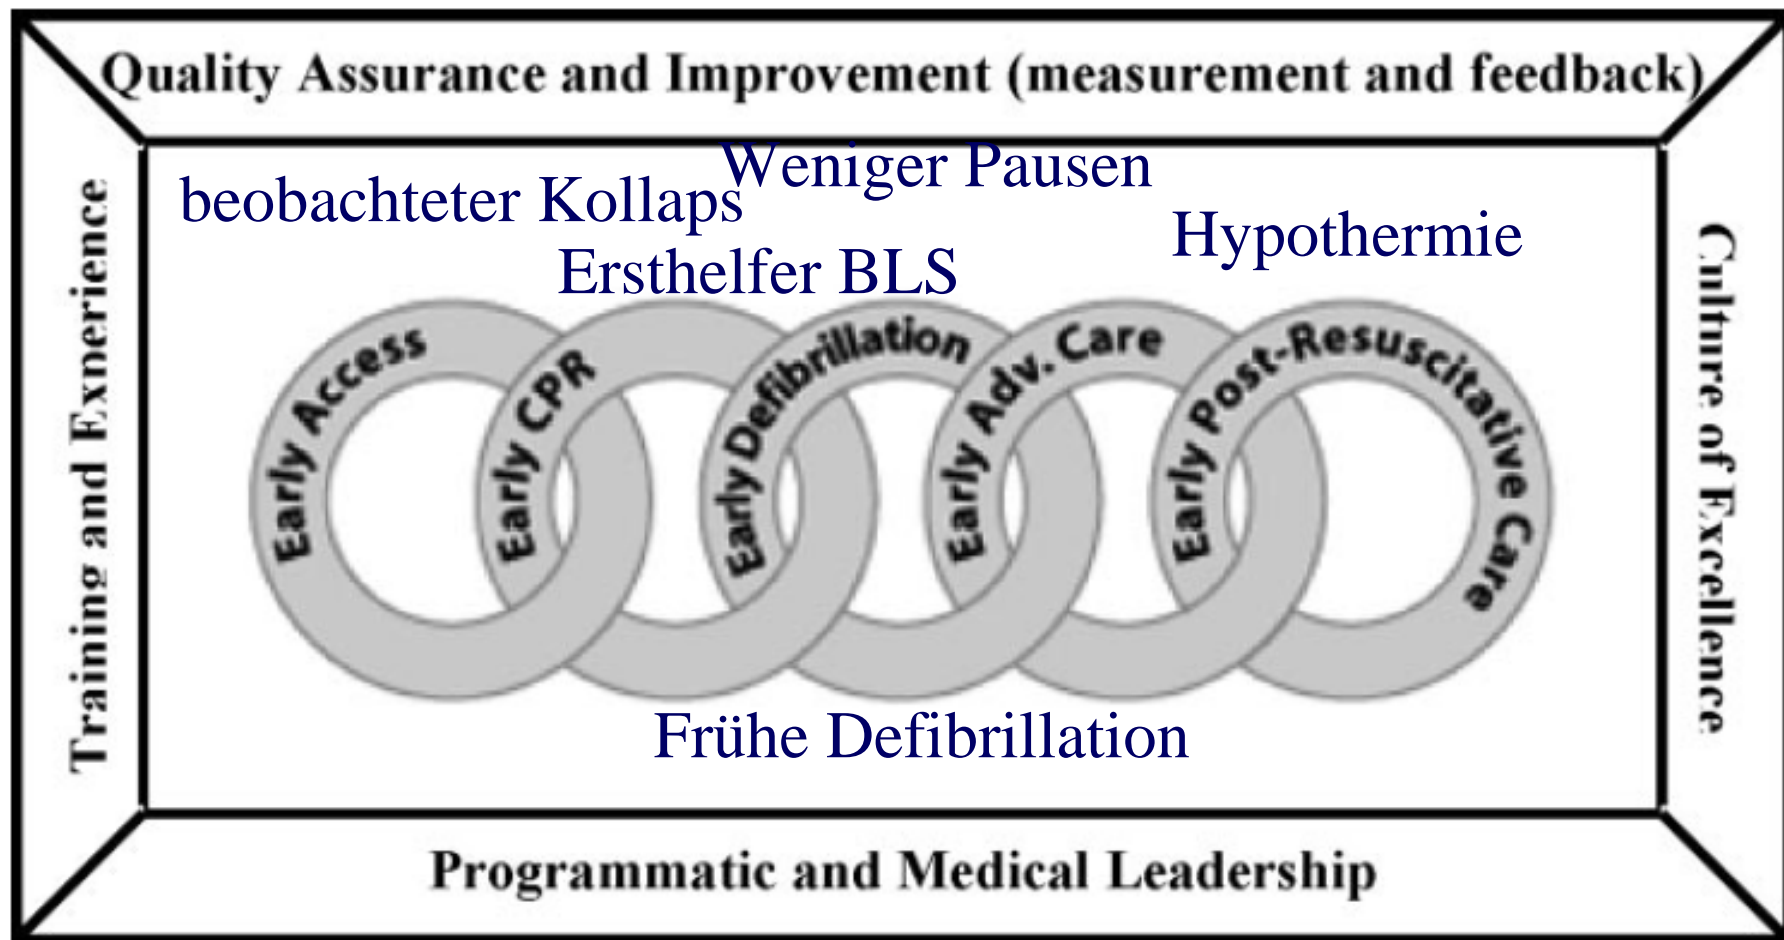 Quality Assurance and Improvement (measurement and feedback)
Weniger Pausen
beobachteter Kollaps
Hypothermie
Ersthelfer BLS
Training and Experience
Early Access
Early CPR
Early Defibrillation
Early Adv. Care
Early Post-Resuscitative Care
Culture of Excellence
Frühe Defibrillation
Programmatic and Medical Leadership